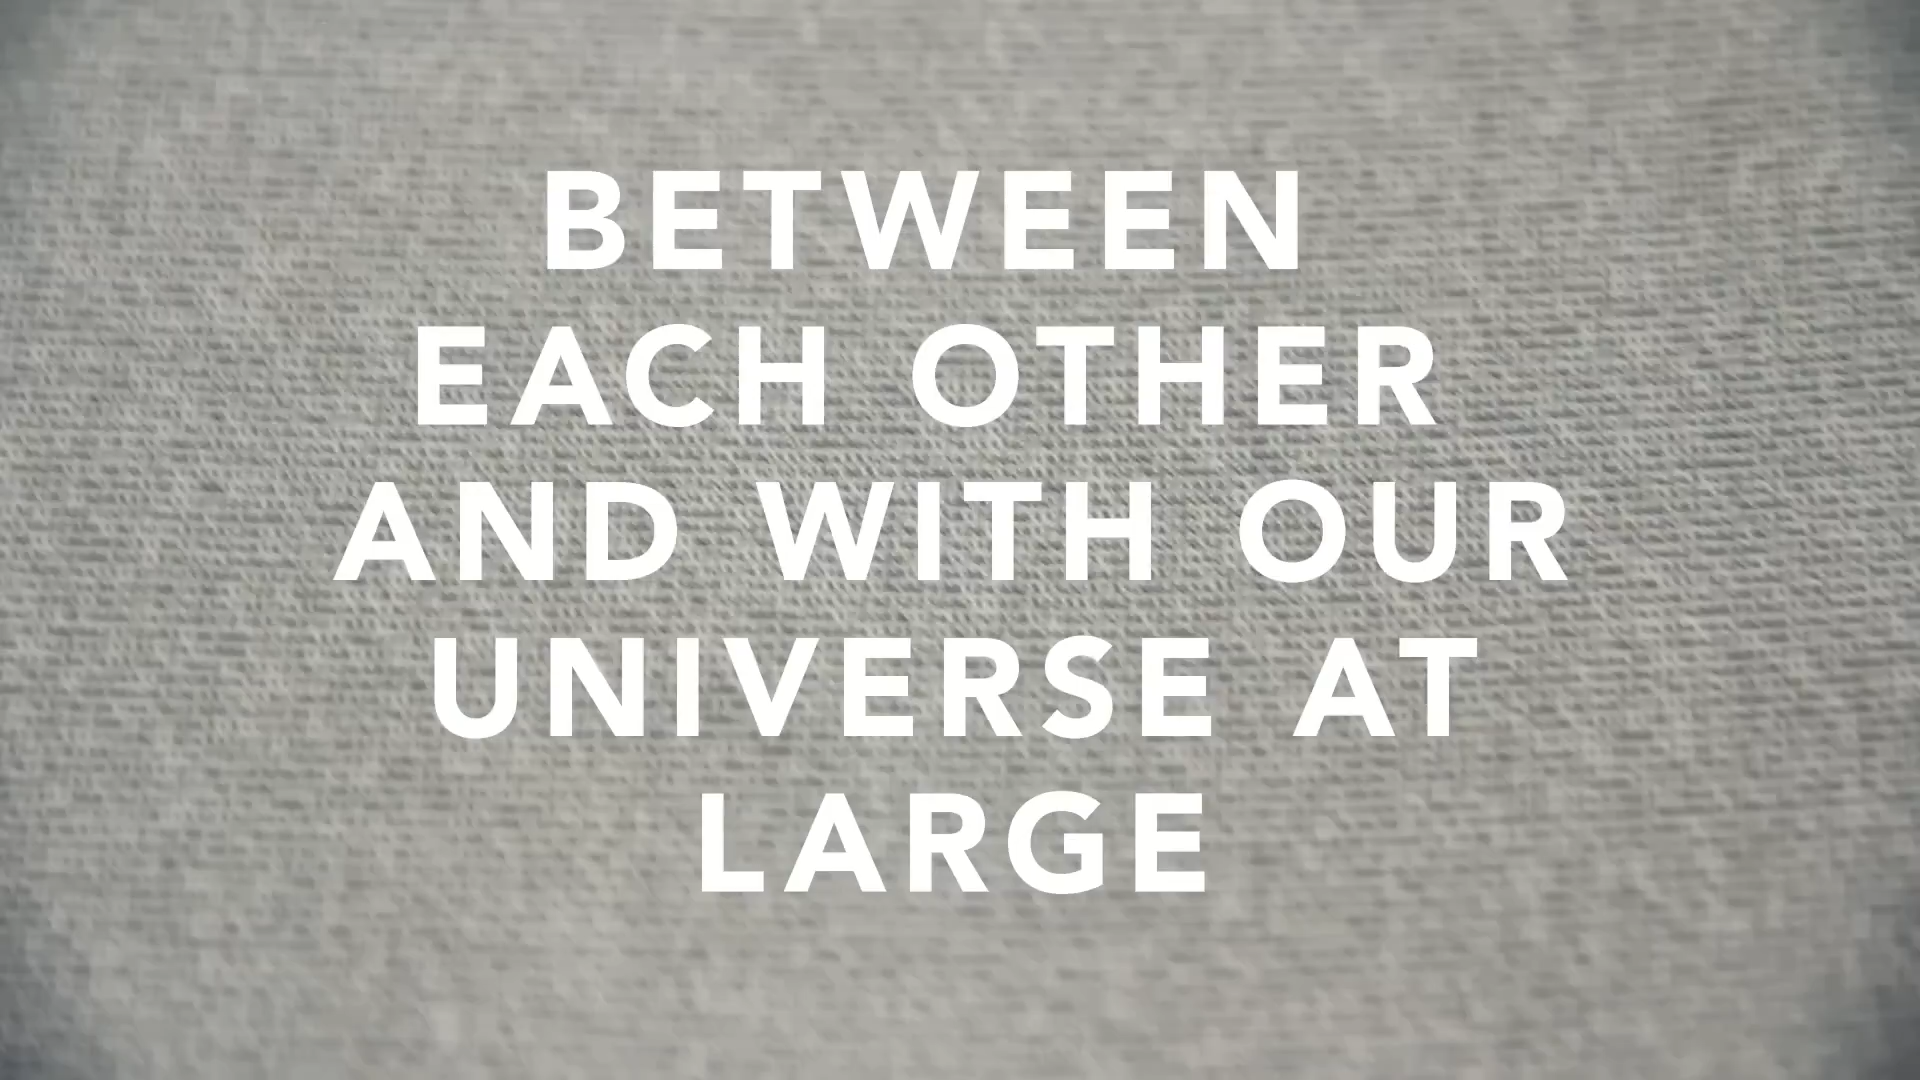 BETWEEN
EACH OTHER
AND WITH OUR
UNIVERSE AT
LARGE